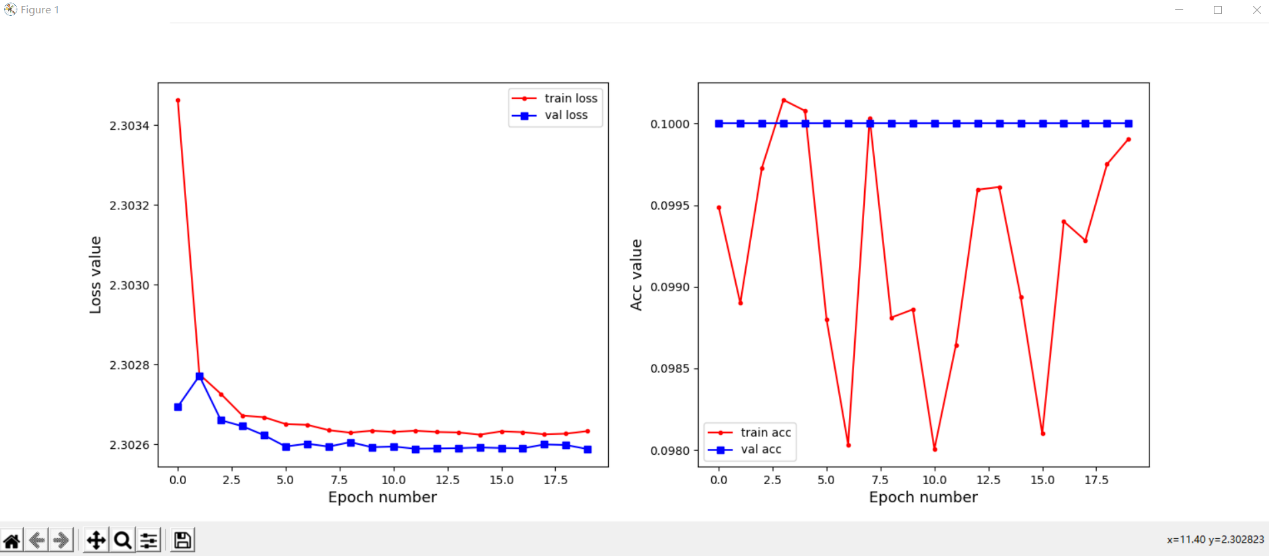 Figure 1
train loss
val loss
2.3034
2.3032
2.3030
2.3028
2.3026
Loss value
0.0 2.5 5.0 7.5 10.0 12.5 15.0 17.5
Epoch number
0.1000
0.0995
0.0990
0.0985
0.0980
Acc value
train acc
val acc
0.0 2.5 5.0 7.5 10.0 12.5 15.0 17.5
Epoch number
x=11.40 y=2.302823